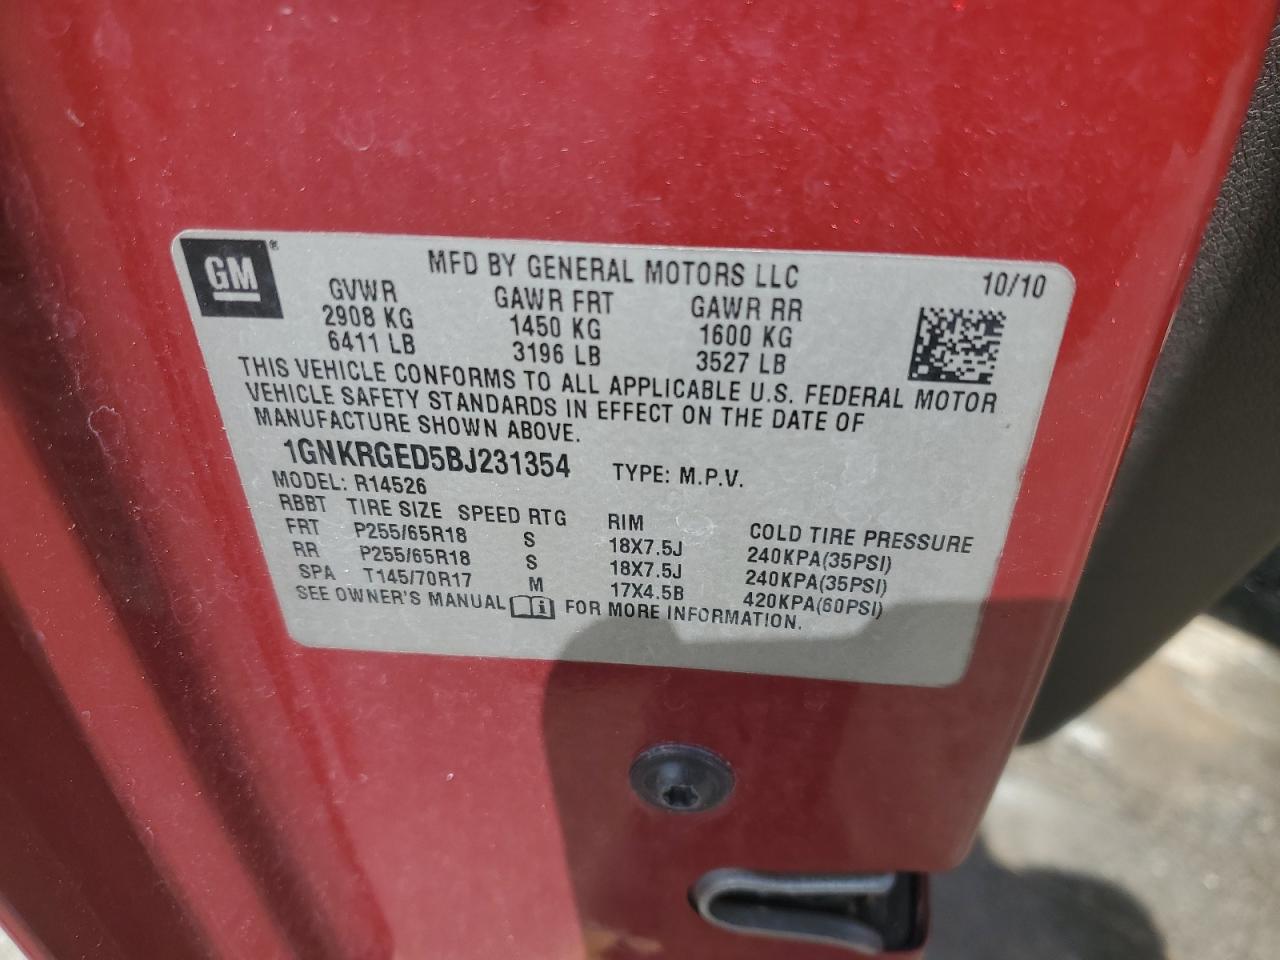 GM®
MFD BY GENERAL MOTORS LLC 10/10
GVWR GAWR FRT GAWR RR
2908 KG 1450 KG 1600 KG
6411 LB 3196 LB 3527 LB
THIS VEHICLE CONFORMS TO ALL APPLICABLE U.S. FEDERAL MOTOR
VEHICLE SAFETY STANDARDS IN EFFECT ON THE DATE OF
MANUFACTURE SHOWN ABOVE.
1GNKRGED5BJ231354 TYPE: M.P.V.
MODEL: R14526
RBBT TIRE SIZE SPEED RTG RIM COLD TIRE PRESSURE
FRT P255/65R18 S 18X7.5J 240KPA(35PSI)
RR P255/65R18 S 18X7.5J 240KPA(35PSI)
SPA T145/70R17 M 17X4.5B 420KPA(60PSI)
SEE OWNER'S MANUAL FOR MORE INFORMATION.